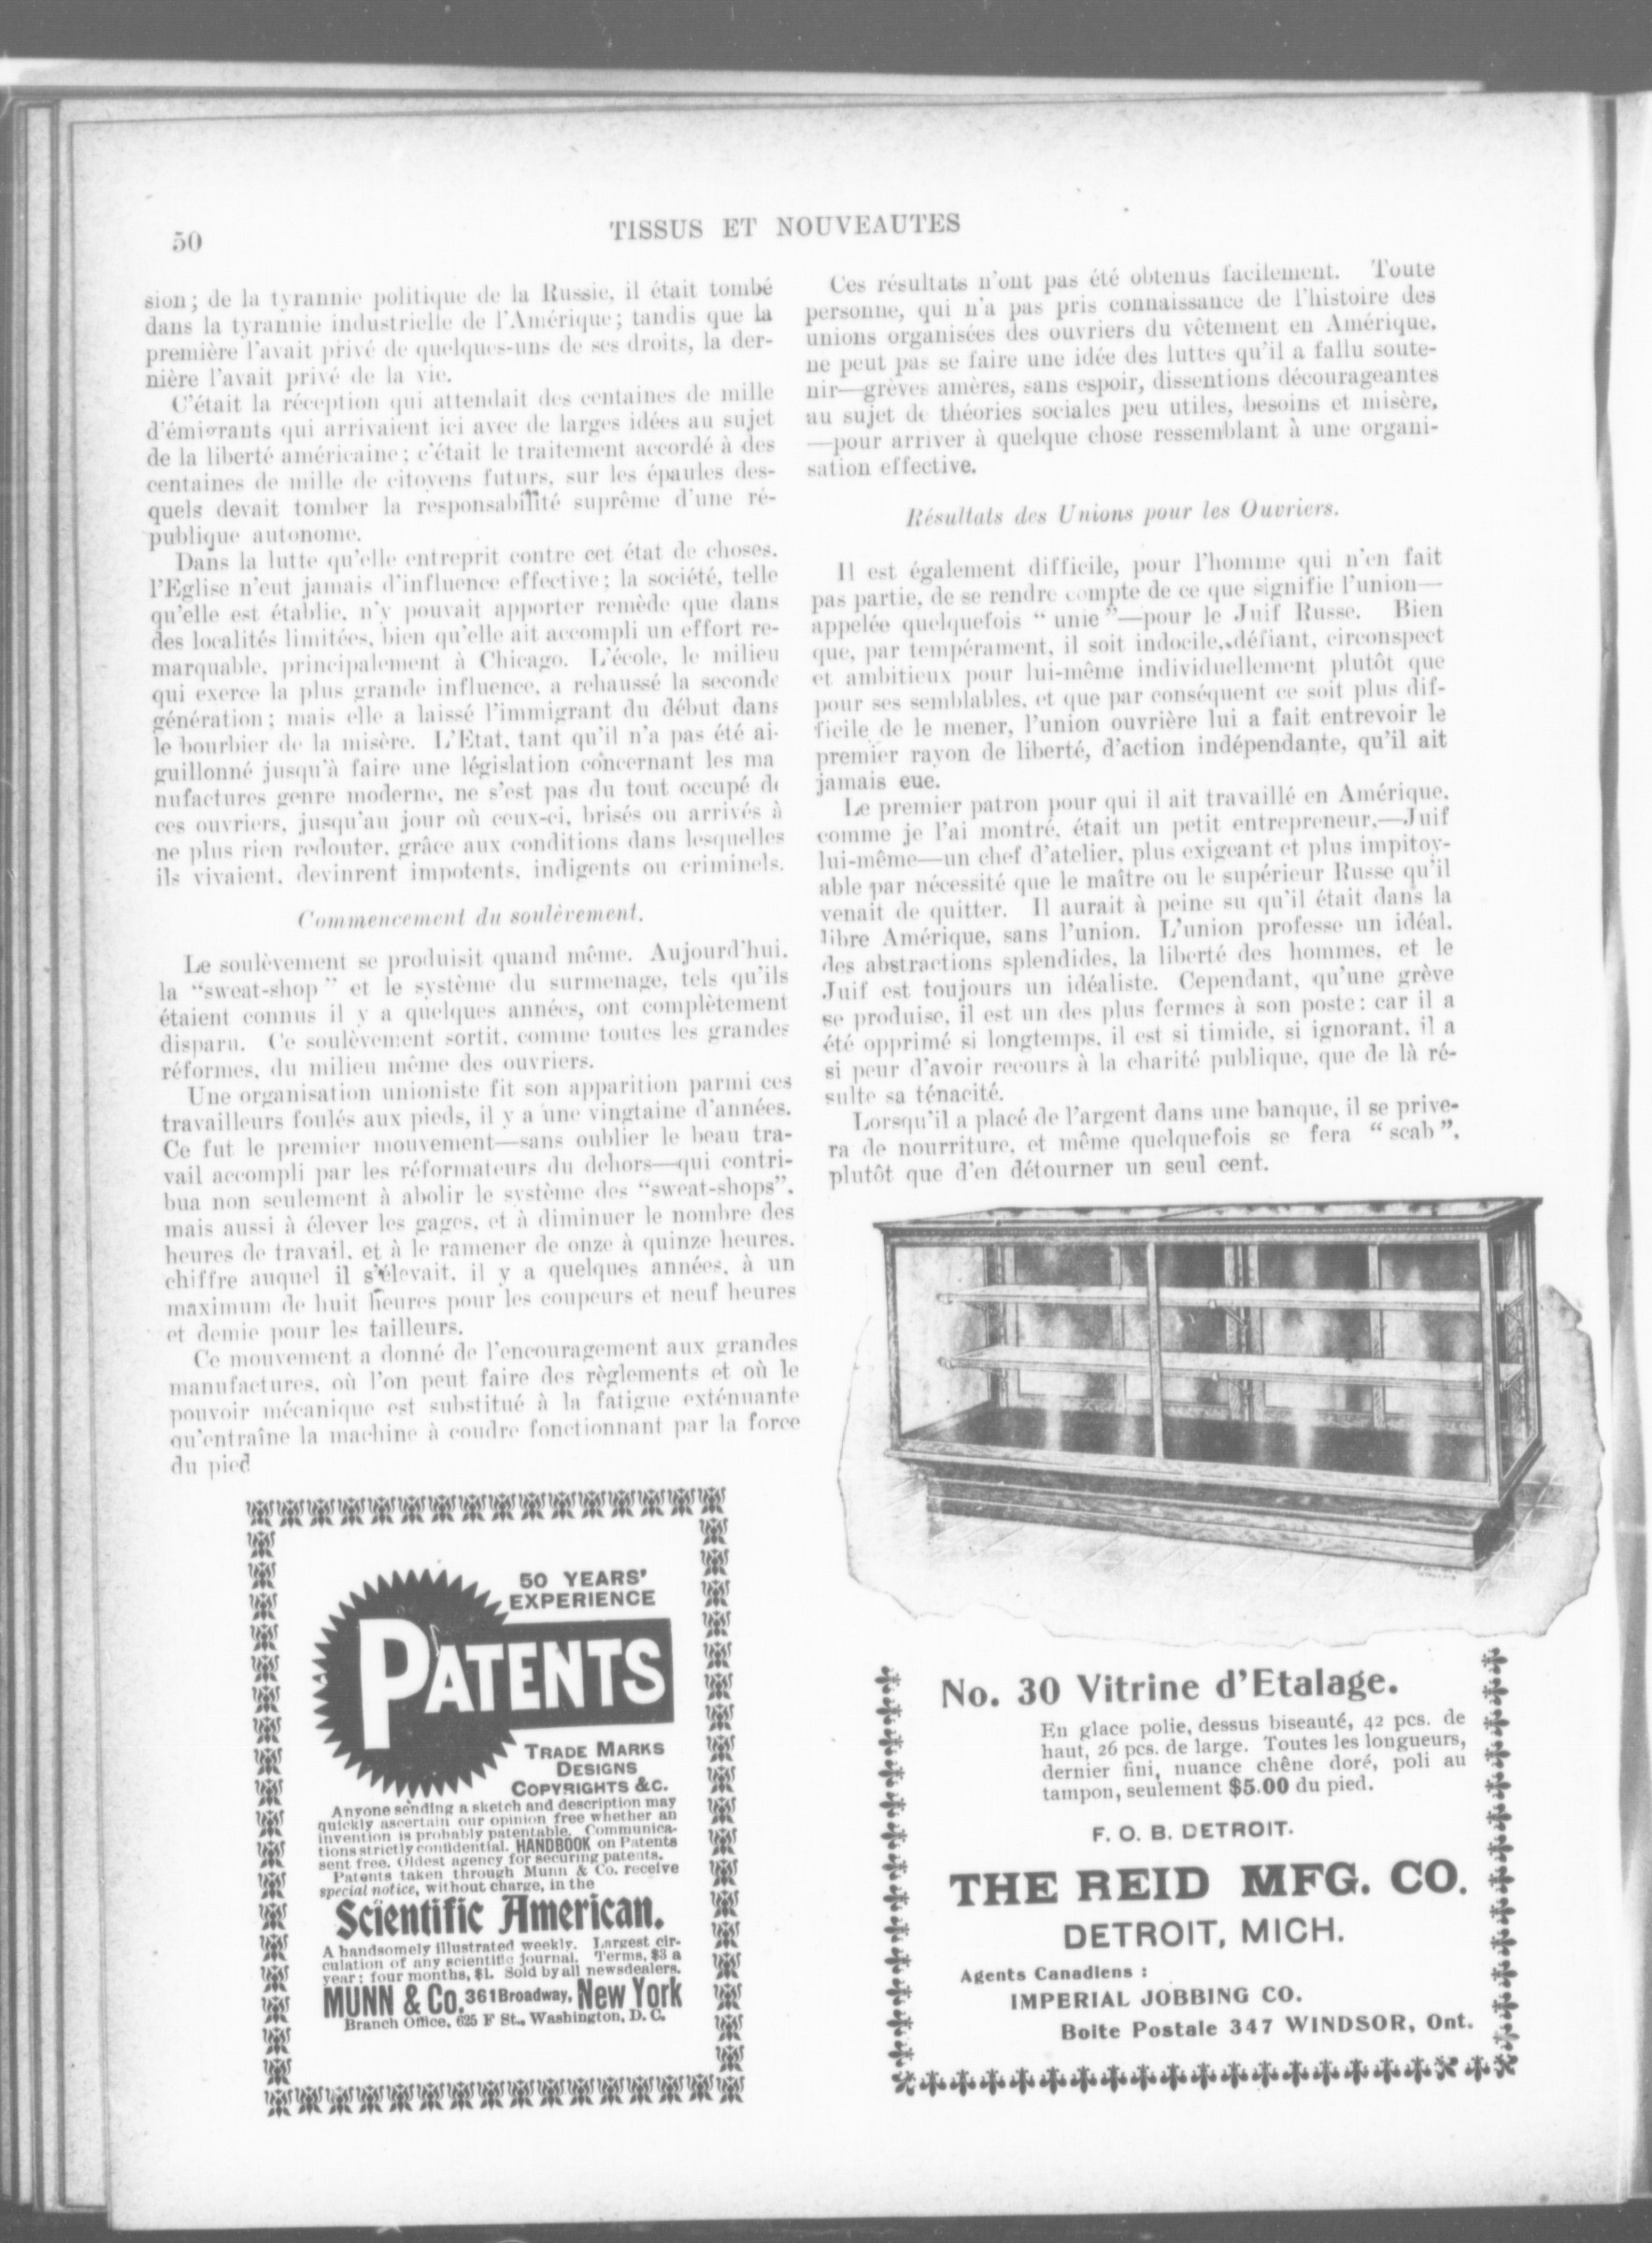 50
TISSUS ET NOUVEAUTES
sion; de la tyrannie politique de la Russie, il était tombé
dans la tyrannie industrielle de l'Amérique; tandis que la
première l'avait privé de quelques-uns de ses droits, la der-
nière l'avait privé de la vie.
C'était la réception qui attendait des centaines de mille
d'émigrants qui arrivaient ici avec de larges idées au sujet
de la liberté américaine; c'était le traitement accordé à des
centaines de mille de citoyens futurs, sur les épaules des-
quels devait tomber la responsabilité suprême d'une ré-
publique autonome.
Dans la lutte qu'elle entreprit contre cet état de choses,
l'Eglise n'eut jamais d'influence effective; la société, telle
qu'elle est établie, n'y pouvait apporter remède que dans
des localités limitées, bien qu'elle ait accompli un effort re-
marquable, principalement à Chicago. L'école, le milieu
qui exerce la plus grande influence, a rehaussé la seconde
génération; mais elle a laissé l'immigrant du début dans
le bourbier de la misère. L'Etat, tant qu'il n'a pas été ai-
guillonné jusqu'à faire une législation concernant les ma
nufactures genre moderne, ne s'est pas du tout occupé de
ces ouvriers, jusqu'au jour où ceux-ci, brisés ou arrivés à
ne plus rien redouter, grâce aux conditions dans lesquelles
ils vivaient, devinrent impotents, indigents ou criminels.
Commencement du soulèvement.
Le soulèvement se produisit quand même. Aujourd'hui,
la "sweat-shop" et le système du surmenage, tels qu'ils
étaient connus il y a quelques années, ont complètement
disparu. Ce soulèvement sortit, comme toutes les grandes
réformes, du milieu même des ouvriers.
Une organisation unioniste fit son apparition parmi ces
travailleurs foulés aux pieds, il y a une vingtaine d'années.
Ce fut le premier mouvement—sans oublier le beau tra-
vail accompli par les réformateurs du dehors—qui contri-
bua non seulement à abolir le système des "sweat-shops",
mais aussi à élever les gages, et à diminuer le nombre des
heures de travail, et à le ramener de onze à quinze heures,
chiffre auquel il s'élevait, il y a quelques années, à un
maximum de huit heures pour les coupeurs et neuf heures
et demie pour les tailleurs.
Ce mouvement a donné de l'encouragement aux grandes
manufactures, où l'on peut faire des règlements et où le
pouvoir mécanique est substitué à la fatigue exténuante
qu'entraîne la machine à coudre fonctionnant par la force
du pied
50 YEARS'
EXPERIENCE
PATENTS
TRADE MARKS
DESIGNS
COPYRIGHTS &C.
Anyone sending a sketch and description may
quickly ascertain our opinion free whether an
invention is probably patentable. Communica-
tions strictly confidential. HANDBOOK on Patents
sent free. Oldest agency for securing patents.
Patents taken through Munn & Co. receive
special notice, without charge, in the
Scientific American.
A handsomely illustrated weekly. Largest cir-
culation of any scientific journal. Terms, $3 a
year; four months, $1. Sold by all newsdealers.
MUNN & Co. 361 Broadway, New York
Branch Office, 625 F St., Washington, D. C.
Ces résultats n'ont pas été obtenus facilement. Toute
personne, qui n'a pas pris connaissance de l'histoire des
unions organisées des ouvriers du vêtement en Amérique,
ne peut pas se faire une idée des luttes qu'il a fallu soute-
nir—grèves amères, sans espoir, dissentions décourageantes
au sujet de théories sociales peu utiles, besoins et misère,
—pour arriver à quelque chose ressemblant à une organi-
sation effective.
Résultats des Unions pour les Ouvriers.
Il est également difficile, pour l'homme qui n'en fait
pas partie, de se rendre compte de ce que signifie l'union—
appelée quelquefois "unie"—pour le Juif Russe. Bien
que, par tempérament, il soit indocile, défiant, circonspect
et ambitieux pour lui-même individuellement plutôt que
pour ses semblables, et que par conséquent ce soit plus dif-
ficile de le mener, l'union ouvrière lui a fait entrevoir le
premier rayon de liberté, d'action indépendante, qu'il ait
jamais eue.
Le premier patron pour qui il ait travaillé en Amérique,
comme je l'ai montré, était un petit entrepreneur,—Juif
lui-même—un chef d'atelier, plus exigeant et plus impitoy-
able par nécessité que le maître ou le supérieur Russe qu'il
venait de quitter. Il aurait à peine su qu'il était dans la
libre Amérique, sans l'union. L'union professe un idéal,
des abstractions splendides, la liberté des hommes, et le
Juif est toujours un idéaliste. Cependant, qu'une grève
se produise, il est un des plus fermes à son poste: car il a
été opprimé si longtemps, il est si timide, si ignorant, il a
si peur d'avoir recours à la charité publique, que de là ré-
sulte sa ténacité.
Lorsqu'il a placé de l'argent dans une banque, il se prive-
ra de nourriture, et même quelquefois se fera "scab",
plutôt que d'en détourner un seul cent.
No. 30 Vitrine d'Etalage.
En glace polie, dessus biseauté, 42 pcs. de
haut, 26 pcs. de large. Toutes les longueurs,
dernier fini, nuance chêne doré, poli au
tampon, seulement $5.00 du pied.
F. O. B. DETROIT.
THE REID MFG. CO.
DETROIT, MICH.
Agents Canadiens :
IMPERIAL JOBBING CO.
Boite Postale 347 WINDSOR, Ont.